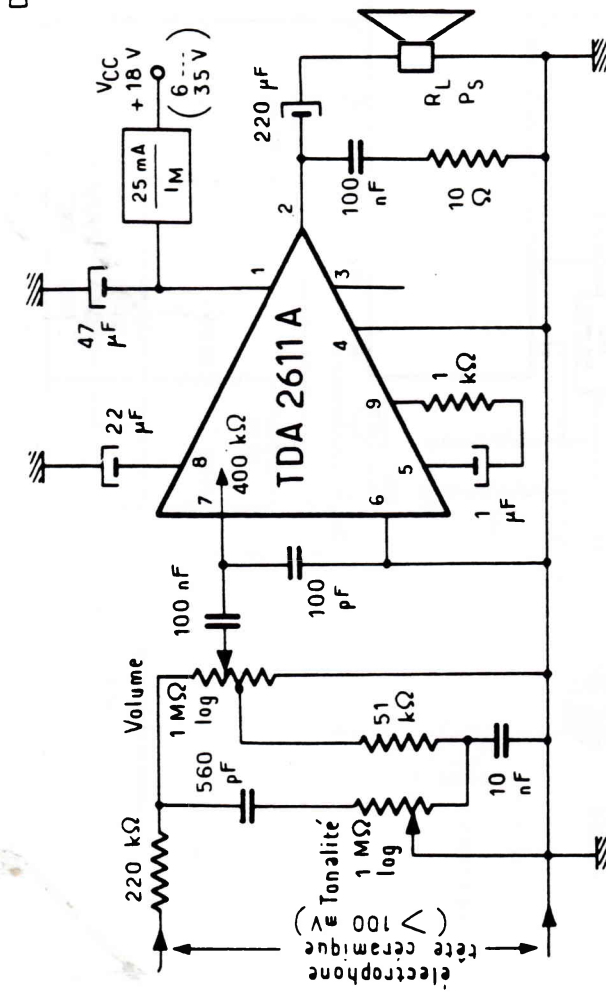 D
VCC
+ 18 V
( 6 ...
35 V )
25 mA
IM
47
µF
22
µF
220 µF
RL
PS
100
nF
10
Ω
TDA 2611 A
400 kΩ
1
2
3
4
5
6
7
8
9
1
kΩ
1
µF
100 nF
100
pF
Volume
1 MΩ
log
220 kΩ
560
pF
51
kΩ
Tonalité
1 MΩ
log
10
nF
électrophone
tête céramique
( > 100 mV )